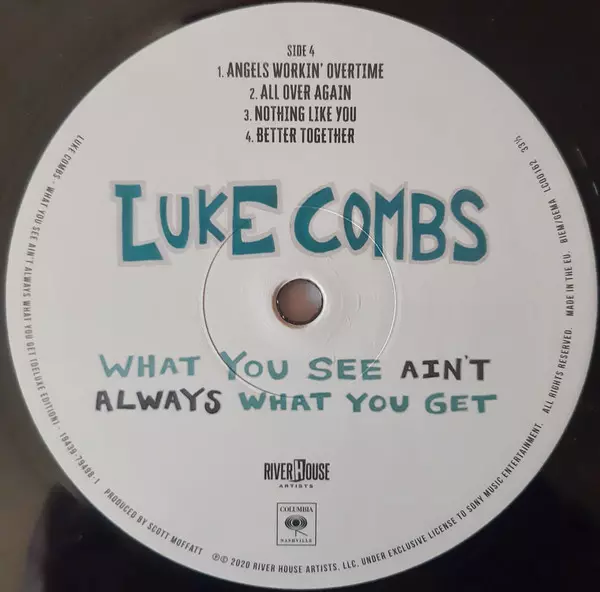 SIDE 4
1. ANGELS WORKIN' OVERTIME
2. ALL OVER AGAIN
3. NOTHING LIKE YOU
4. BETTER TOGETHER
LUKE COMBS
WHAT YOU SEE AIN'T
ALWAYS WHAT YOU GET
RIVER HOUSE
ARTISTS
COLUMBIA
NASHVILLE
LUKE COMBS - WHAT YOU SEE AIN'T ALWAYS WHAT YOU GET (DELUXE EDITION) - 19439-79498-1 PRODUCED BY SCOTT MOFFATT ℗© 2020 RIVER HOUSE ARTISTS, LLC. UNDER EXCLUSIVE LICENSE TO SONY MUSIC ENTERTAINMENT. ALL RIGHTS RESERVED. MADE IN THE EU. BIEM/GEMA LC00162 33⅓